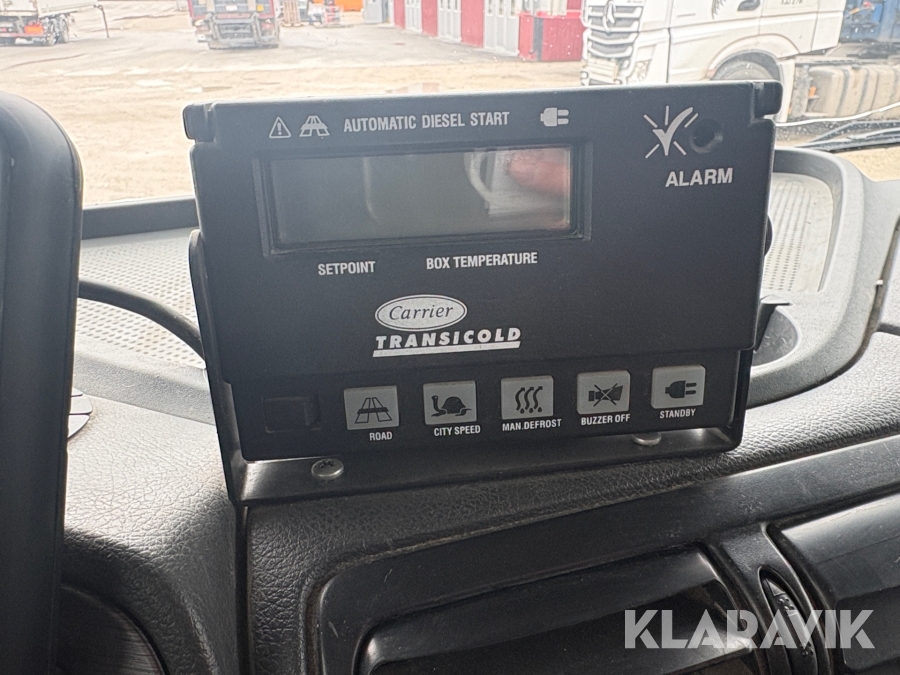 AUTOMATIC DIESEL START
ALARM
SETPOINT
BOX TEMPERATURE
Carrier
TRANSICOLD
ROAD
CITY SPEED
MAN.DEFROST
BUZZER OFF
STANDBY
KLARAVIK